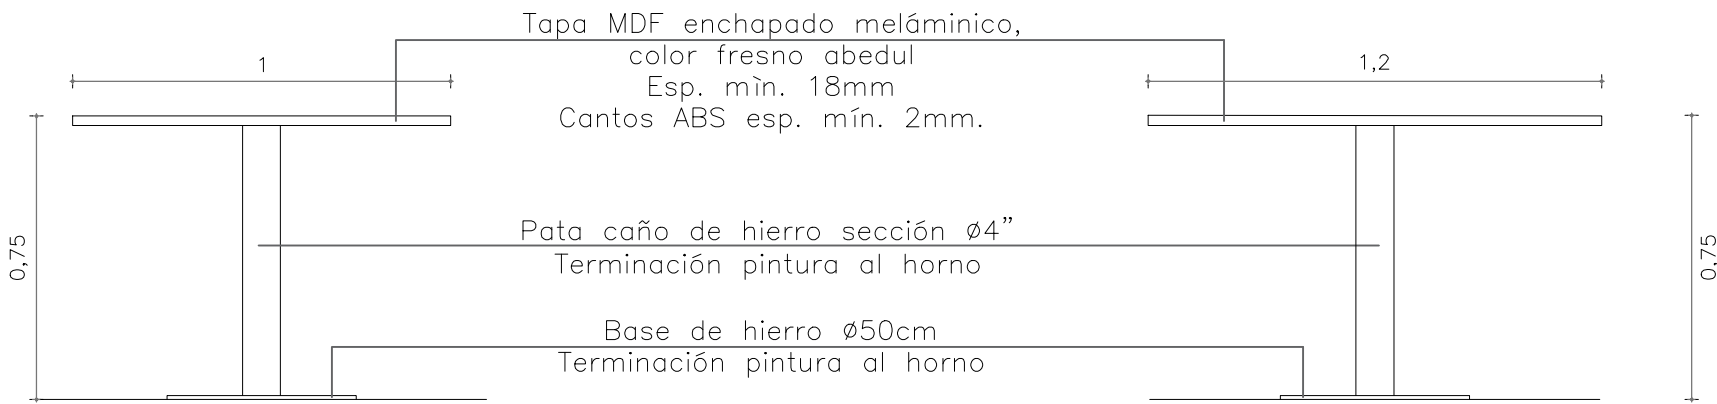 Tapa MDF enchapado meláminico,
color fresno abedul
Esp. mìn. 18mm
Cantos ABS esp. mín. 2mm.
1
1,2
0,75
0,75
Pata caño de hierro sección ø4”
Terminación pintura al horno
Base de hierro ø50cm
Terminación pintura al horno